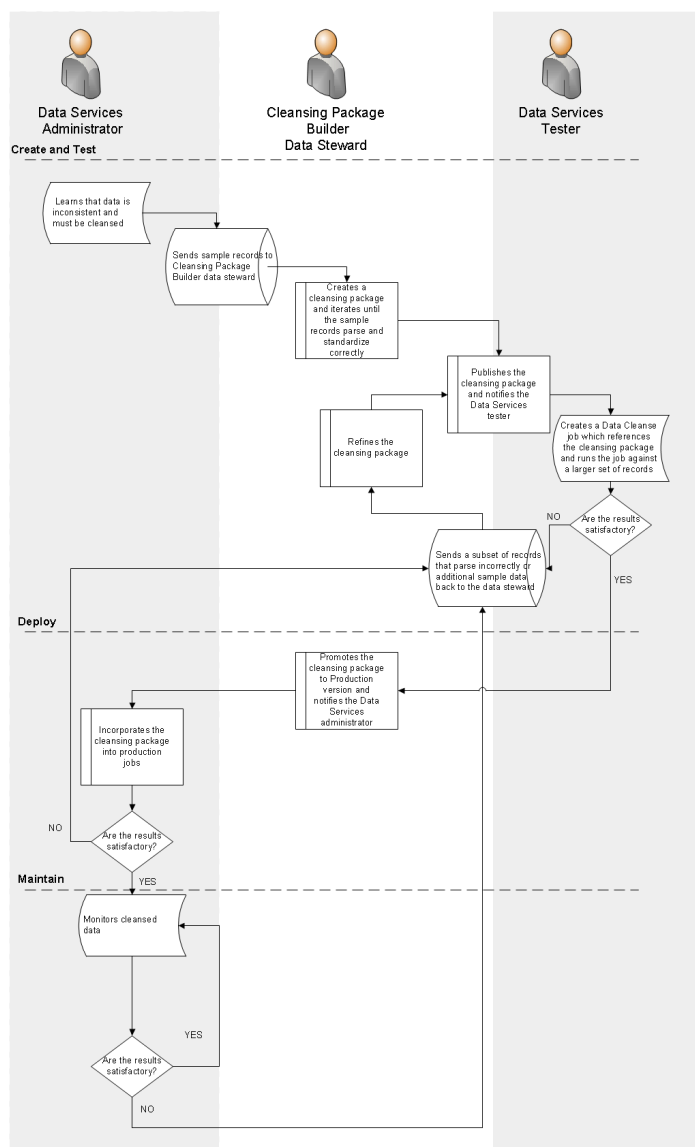 Data Services
Administrator
Cleansing Package
Builder
Data Steward
Data Services
Tester
Create and Test
Learns that data is
inconsistent and
must be cleansed
Sends sample records to
Cleansing Package
Builder data steward
Creates a
cleansing package
and iterates until
the sample
records parse and
standardize
correctly
Publishes the
cleansing package
and notifies the
Data Services
tester
Refines the
cleansing package
Creates a Data Cleanse
job which references
the cleansing package
and runs the job against
a larger set of records
Are the results
satisfactory?
NO
YES
Sends a subset of records
that parse incorrectly or
additional sample data
back to the data steward
Deploy
Promotes the
cleansing package
to Production
version and
notifies the Data
Services
administrator
Incorporates the
cleansing package
into production
jobs
Are the results
satisfactory?
NO
YES
Maintain
Monitors cleansed
data
YES
Are the results
satisfactory?
NO